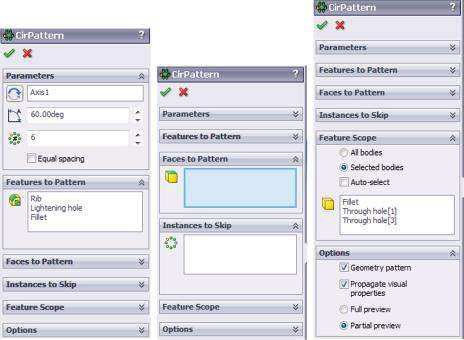 CirPattern ?
Parameters
Axis1
60.00deg
6
Equal spacing
Features to Pattern
Rib
Lightening hole
Fillet
Faces to Pattern
Instances to Skip
Feature Scope
Options
CirPattern ?
Parameters
Features to Pattern
Faces to Pattern
Instances to Skip
Feature Scope
Options
CirPattern ?
Parameters
Features to Pattern
Faces to Pattern
Instances to Skip
Feature Scope
All bodies
Selected bodies
Auto-select
Fillet
Through hole[1]
Through hole[3]
Options
Geometry pattern
Propagate visual
properties
Full preview
Partial preview